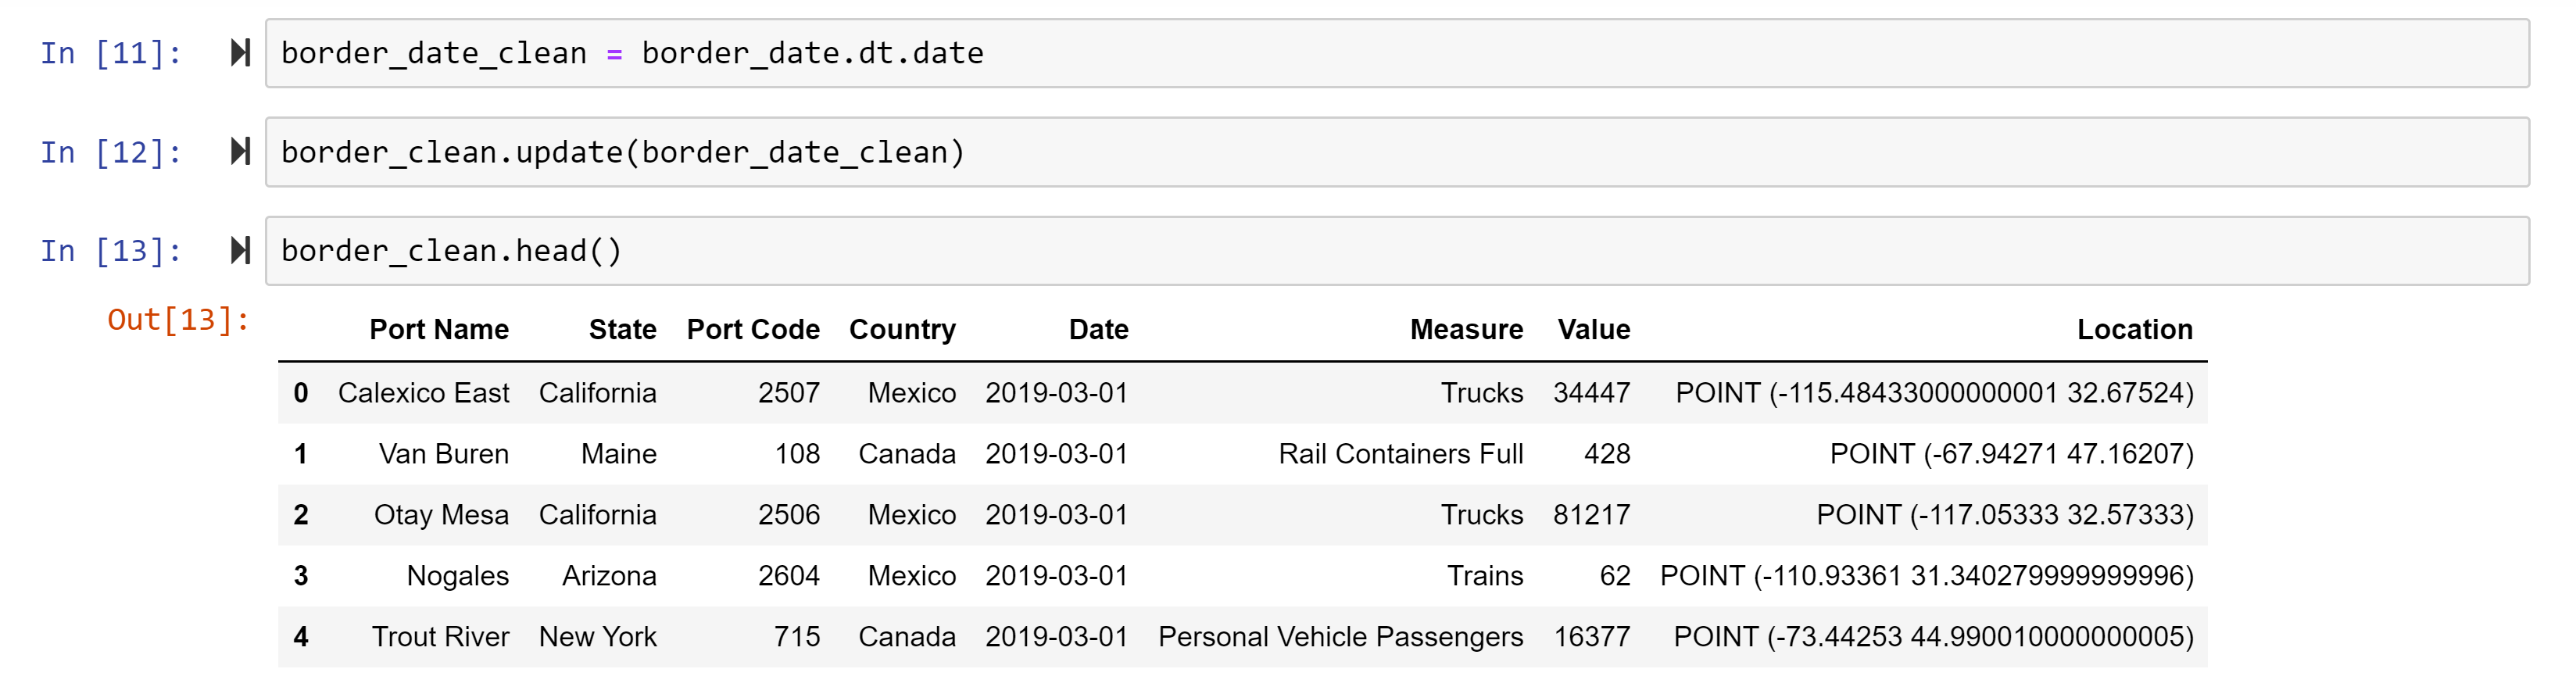 In [11]: border_date_clean = border_date.dt.date
In [12]: border_clean.update(border_date_clean)
In [13]: border_clean.head()
Out[13]:
Port Name State Port Code Country Date Measure Value Location
0 Calexico East California 2507 Mexico 2019-03-01 Trucks 34447 POINT (-115.48433000000001 32.67524)
1 Van Buren Maine 108 Canada 2019-03-01 Rail Containers Full 428 POINT (-67.94271 47.16207)
2 Otay Mesa California 2506 Mexico 2019-03-01 Trucks 81217 POINT (-117.05333 32.57333)
3 Nogales Arizona 2604 Mexico 2019-03-01 Trains 62 POINT (-110.93361 31.340279999999996)
4 Trout River New York 715 Canada 2019-03-01 Personal Vehicle Passengers 16377 POINT (-73.44253 44.990010000000005)